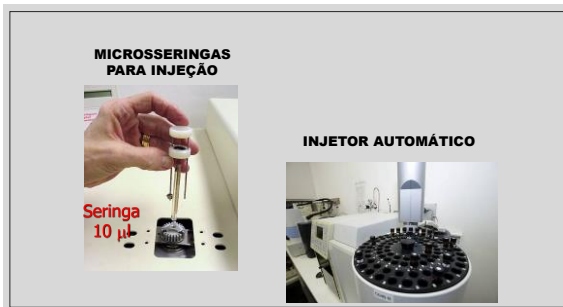 MICROSSERINGAS
PARA INJEÇÃO
Seringa
10 µl
INJETOR AUTOMÁTICO